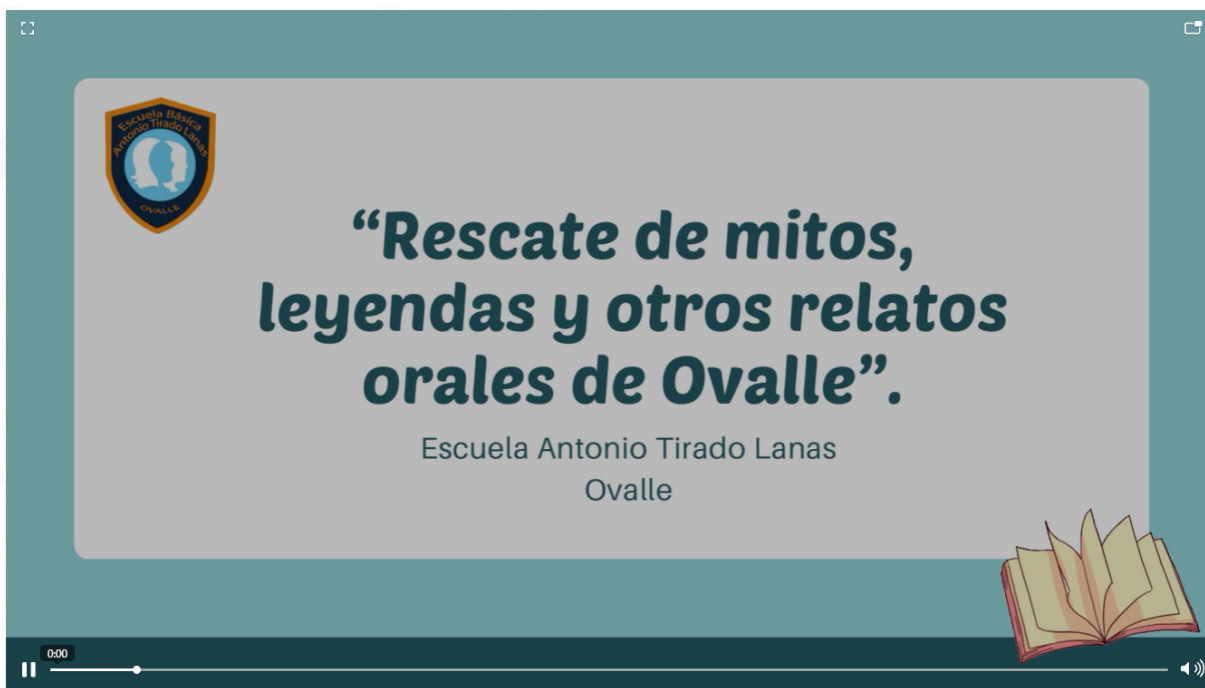 Escuela Básica
Antonio Tirado Lanas
OVALLE
“Rescate de mitos,
leyendas y otros relatos
orales de Ovalle”.
Escuela Antonio Tirado Lanas
Ovalle
0:00